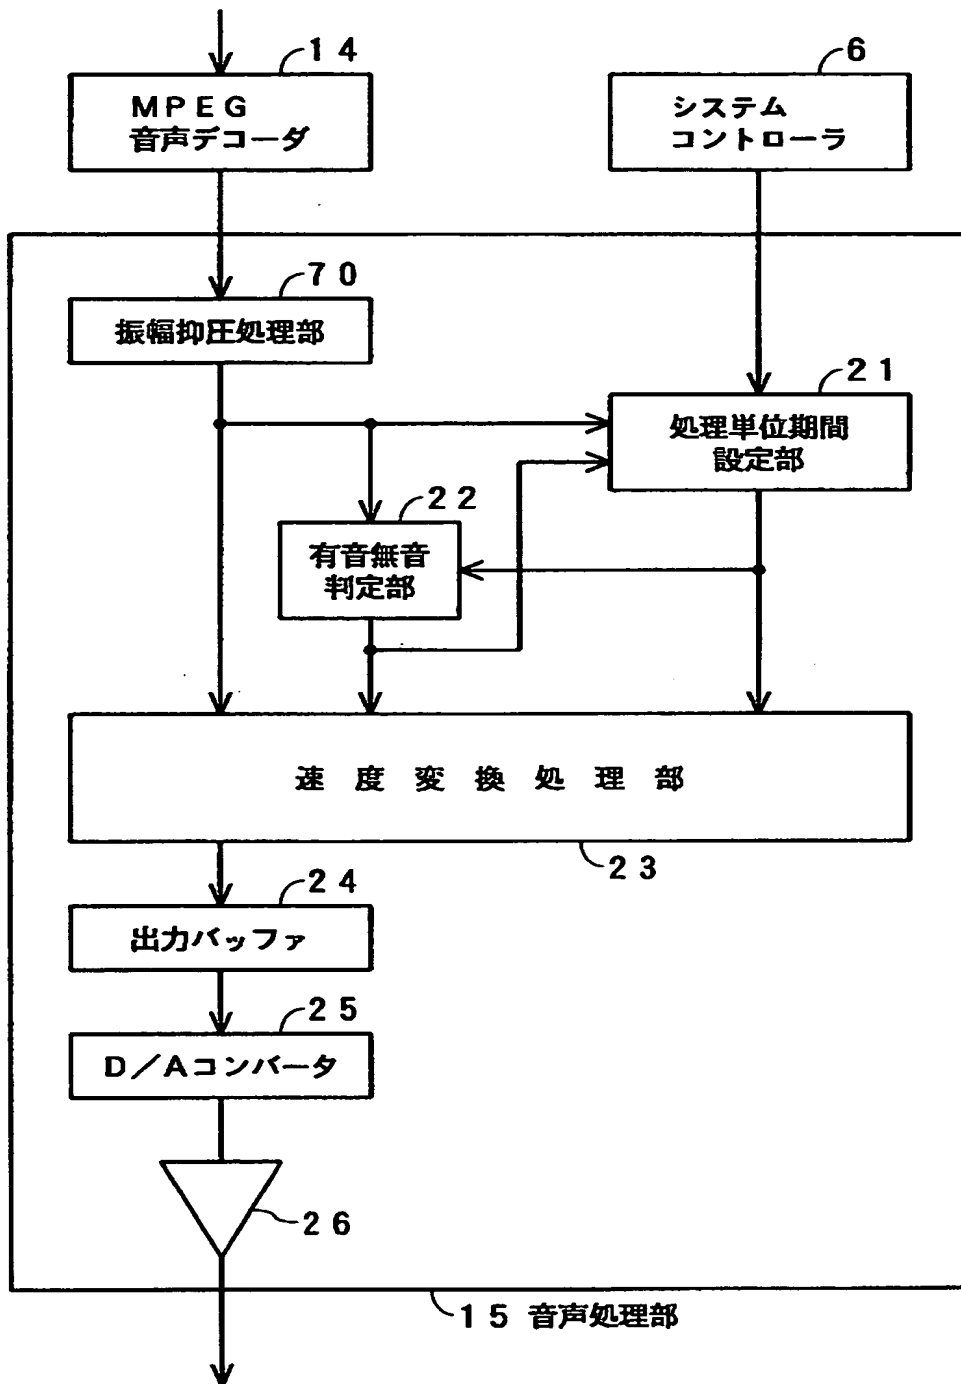 14
6
MPEG
音声デコーダ
システム
コントローラ
70
振幅抑圧処理部
21
処理単位期間
設定部
22
有音無音
判定部
速度変換処理部
23
24
出力バッファ
25
D/Aコンバータ
26
15 音声処理部